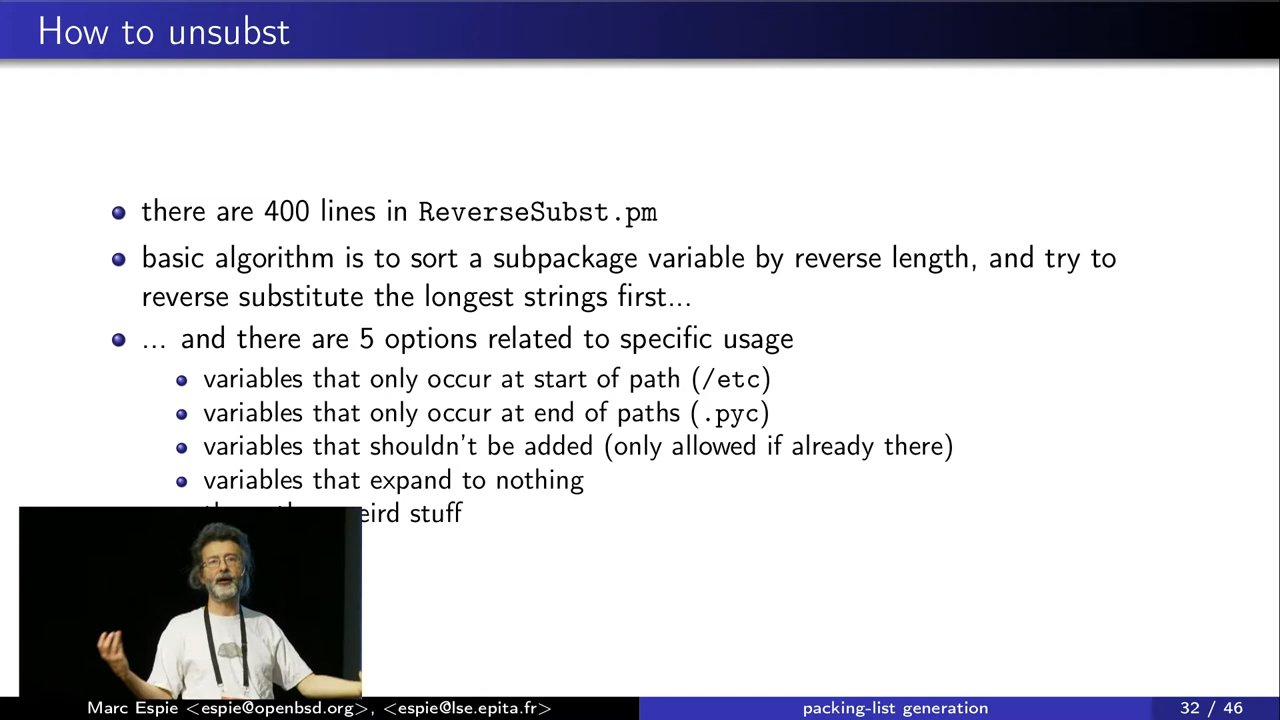 How to unsubst
there are 400 lines in ReverseSubst.pm
basic algorithm is to sort a subpackage variable by reverse length, and try to
reverse substitute the longest strings first...
... and there are 5 options related to specific usage
variables that only occur at start of path (/etc)
variables that only occur at end of paths (.pyc)
variables that shouldn't be added (only allowed if already there)
variables that expand to nothing
stuff
Marc Espie <espie@openbsd.org>, <espie@lse.epita.fr>
packing-list generation
32 / 46